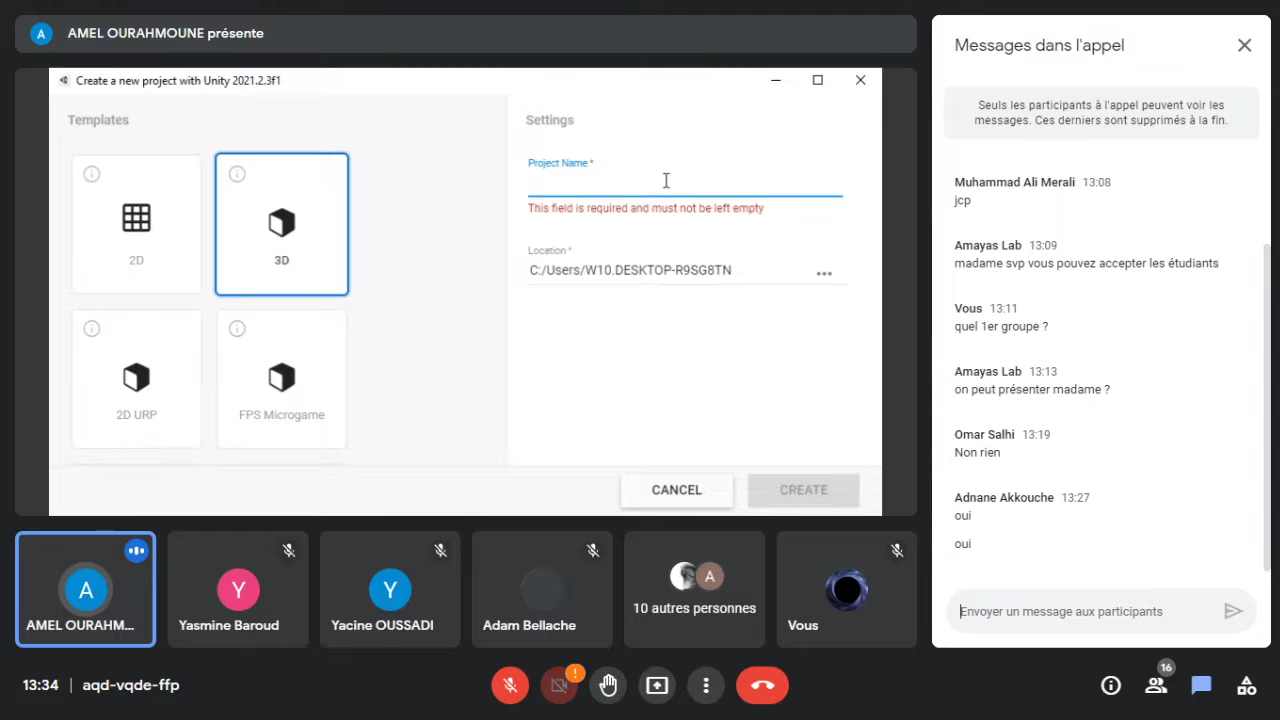 A
AMEL OURAHMOUNE présente
Create a new project with Unity 2021.2.3f1
Templates
2D
3D
2D URP
FPS Microgame
Settings
Project Name *
This field is required and must not be left empty
Location *
C:/Users/W10.DESKTOP-R9SG8TN
CANCEL
CREATE
A
AMEL OURAHM...
Y
Yasmine Baroud
Y
Yacine OUSSADI
Adam Bellache
A
10 autres personnes
Vous
13:34 | aqd-vqde-ffp
Messages dans l'appel
Seuls les participants à l'appel peuvent voir les
messages. Ces derniers sont supprimés à la fin.
Muhammad Ali Merali 13:08
jcp
Amayas Lab 13:09
madame svp vous pouvez accepter les étudiants
Vous 13:11
quel 1er groupe ?
Amayas Lab 13:13
on peut présenter madame ?
Omar Salhi 13:19
Non rien
Adnane Akkouche 13:27
oui
oui
Envoyer un message aux participants
16